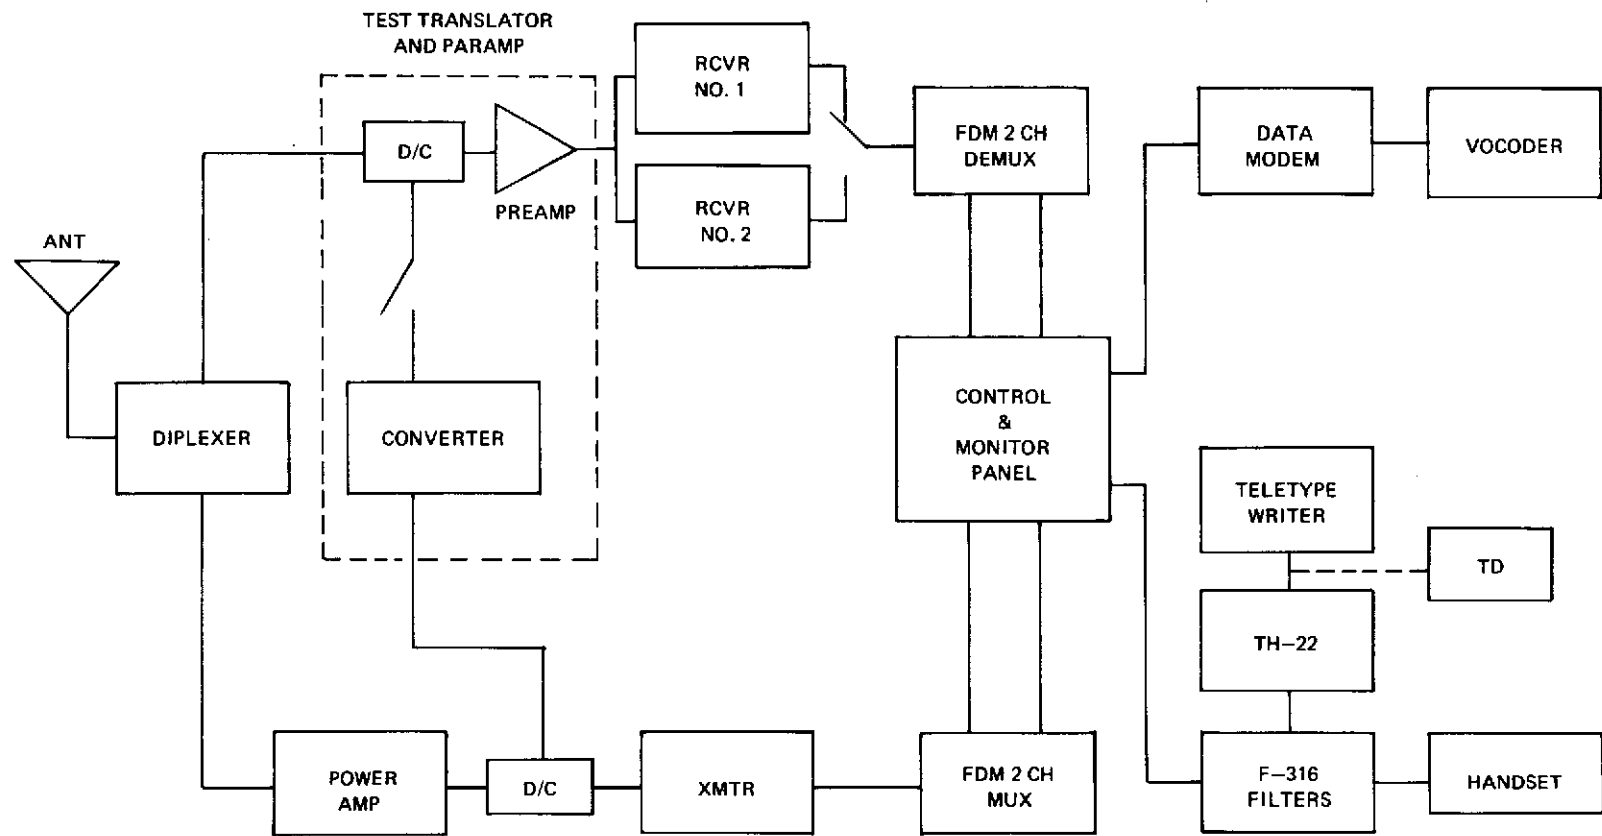 TEST TRANSLATOR
AND PARAMP
RCVR
NO. 1
D/C
PREAMP
RCVR
NO. 2
FDM 2 CH
DEMUX
DATA
MODEM
VOCODER
ANT
DIPLEXER
CONVERTER
CONTROL
&
MONITOR
PANEL
TELETYPE
WRITER
TD
TH-22
POWER
AMP
D/C
XMTR
FDM 2 CH
MUX
F-316
FILTERS
HANDSET